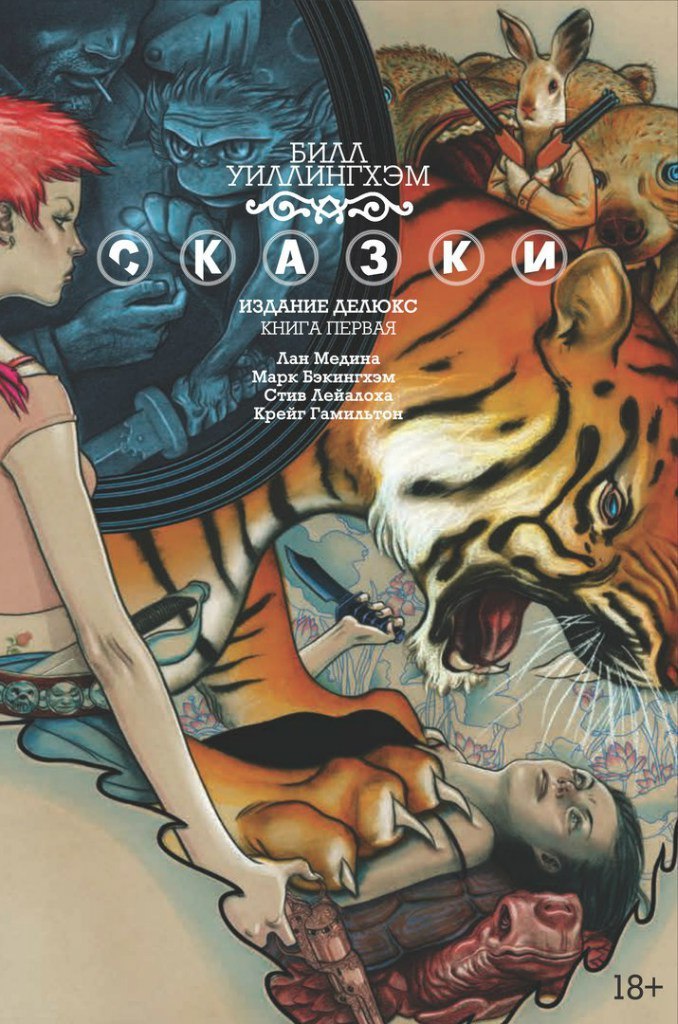 БИЛЛ
УИЛЛИНГХЭМ
СКАЗКИ
ИЗДАНИЕ ДЕЛЮКС
КНИГА ПЕРВАЯ
Лан Медина
Марк Бэкингхэм
Стив Лейалоха
Крейг Гамильтон
18+